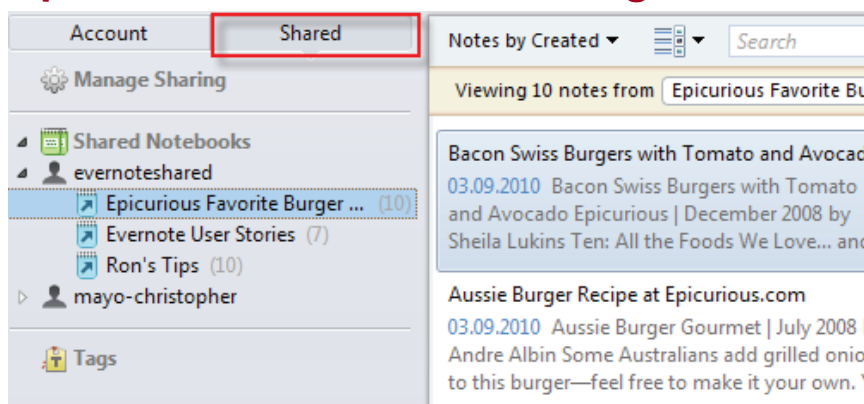 Account Shared
Manage Sharing
Shared Notebooks
evernoteshared
Epicurious Favorite Burger ... (10)
Evernote User Stories (7)
Ron's Tips (10)
mayo-christopher
Tags
Notes by Created Search
Viewing 10 notes from Epicurious Favorite Bu
Bacon Swiss Burgers with Tomato and Avocad
03.09.2010 Bacon Swiss Burgers with Tomato
and Avocado Epicurious | December 2008 by
Sheila Lukins Ten: All the Foods We Love... and
Aussie Burger Recipe at Epicurious.com
03.09.2010 Aussie Burger Gourmet | July 2008
Andre Albin Some Australians add grilled onio
to this burger—feel free to make it your own.